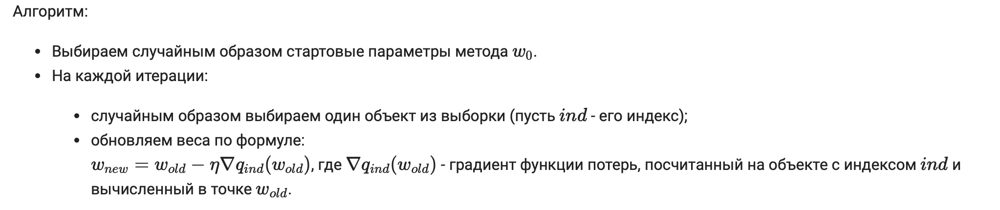 Алгоритм:
• Выбираем случайным образом стартовые параметры метода w₀.
• На каждой итерации:
• случайным образом выбираем один объект из выборки (пусть ind - его индекс);
• обновляем веса по формуле:
w_new = w_old − η∇q_ind(w_old), где ∇q_ind(w_old) - градиент функции потерь, посчитанный на объекте с индексом ind и
вычисленный в точке w_old.